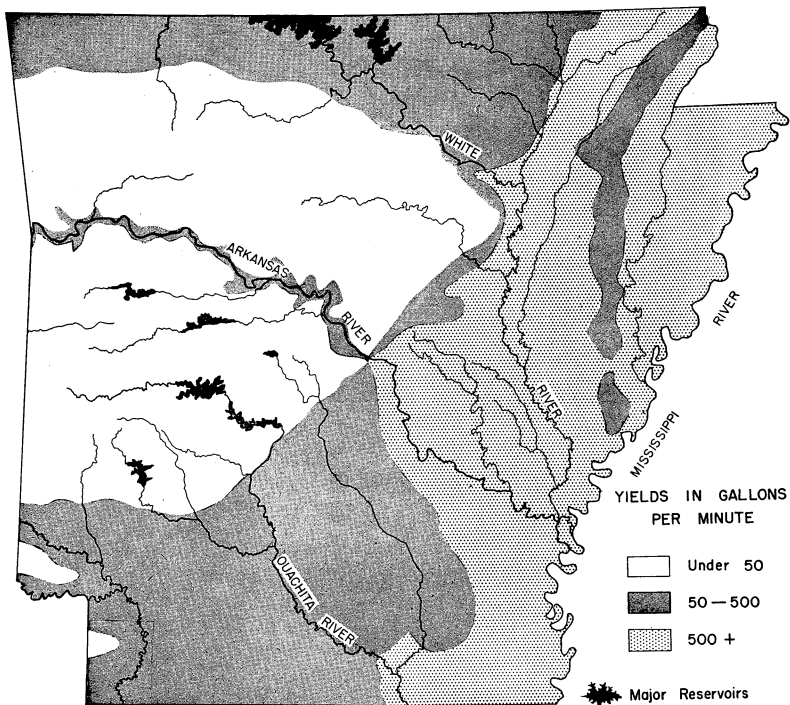 WHITE
ARKANSAS
RIVER
RIVER
RIVER
MISSISSIPPI
OUACHITA RIVER
YIELDS IN GALLONS
PER MINUTE
Under 50
50 — 500
500 +
Major Reservoirs